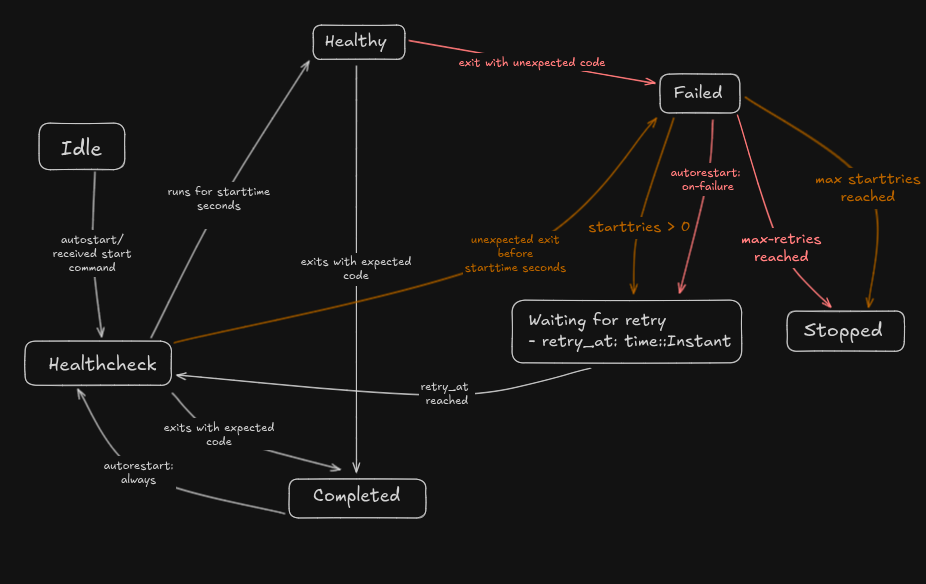 Healthy
exit with unexpected code
Failed
Idle
runs for starttime
seconds
autorestart:
on-failure
max starttries
reached
autostart/
received start
command
unexpected exit
before
starttime seconds
starttries > 0
max-retries
reached
exits with expected
code
Waiting for retry
- retry_at: time::Instant
Stopped
Healthcheck
retry_at
reached
exits with expected
code
autorestart:
always
Completed